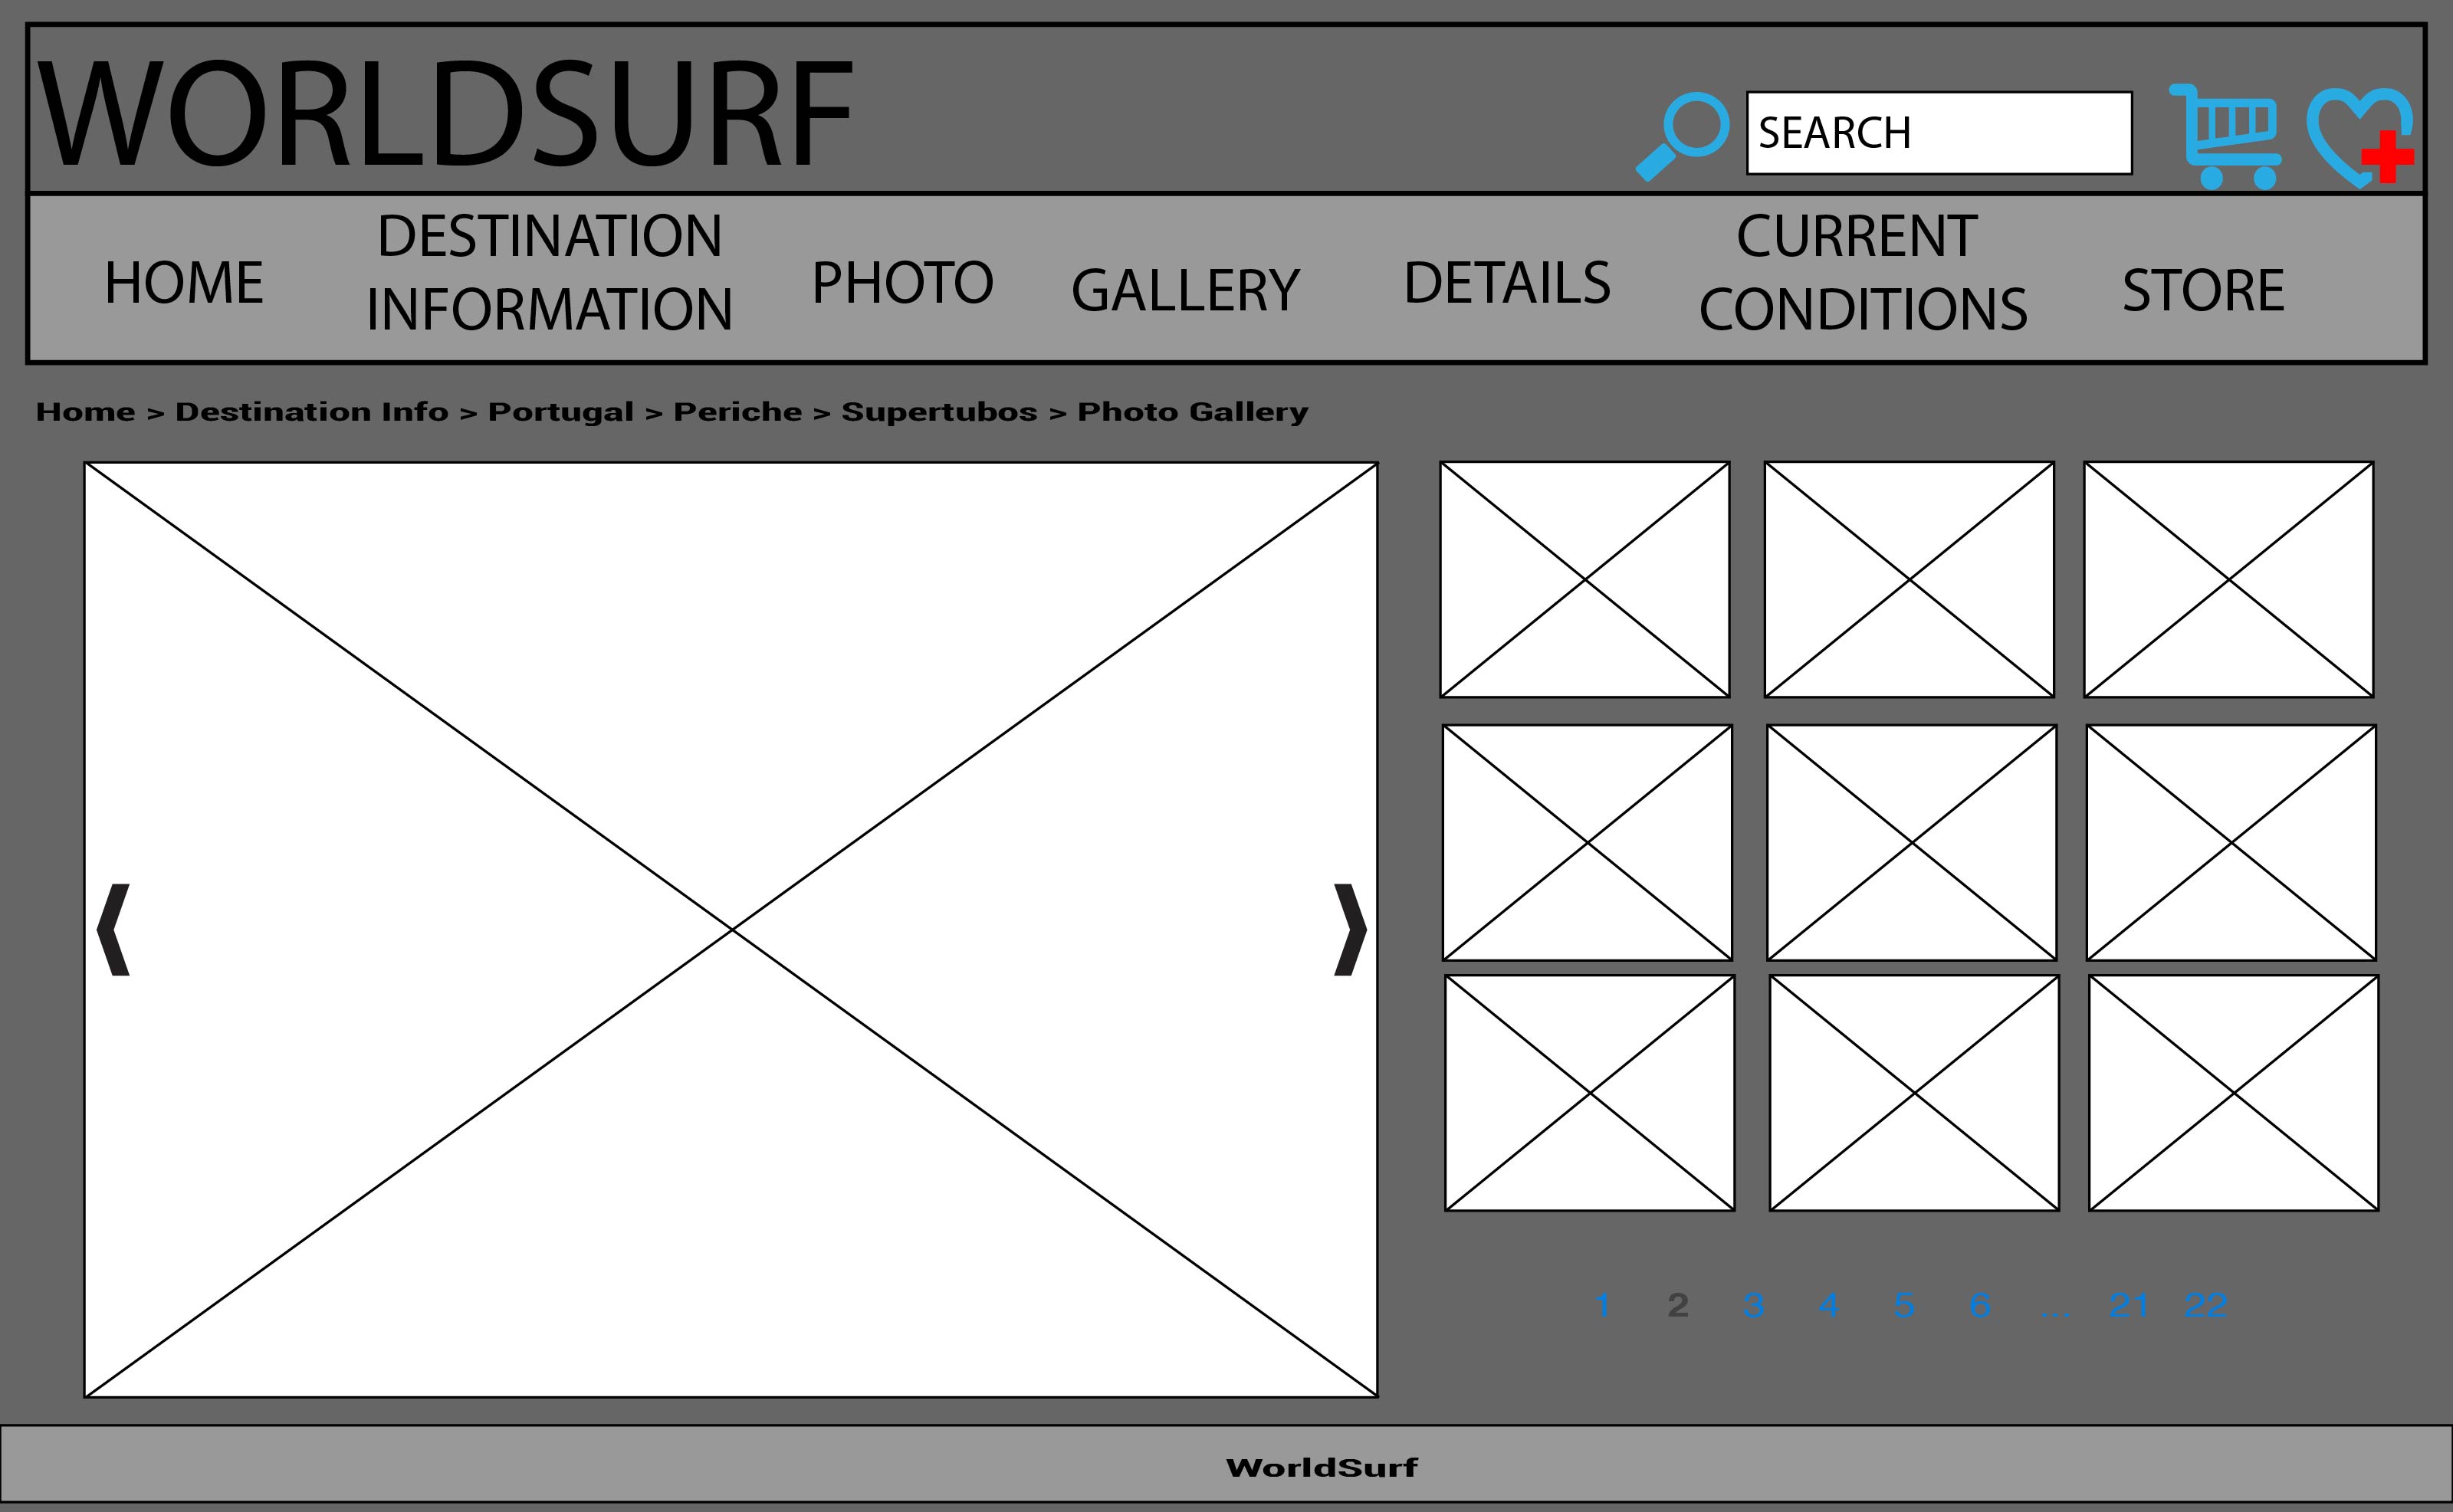 WORLDSURF
SEARCH
HOME
DESTINATION
INFORMATION
PHOTO
GALLERY
DETAILS
CURRENT
CONDITIONS
STORE
Home > Destination Info > Portugal > Periche > Supertubos > Photo Gallery
1 2 3 4 5 6 ... 21 22
WorldSurf